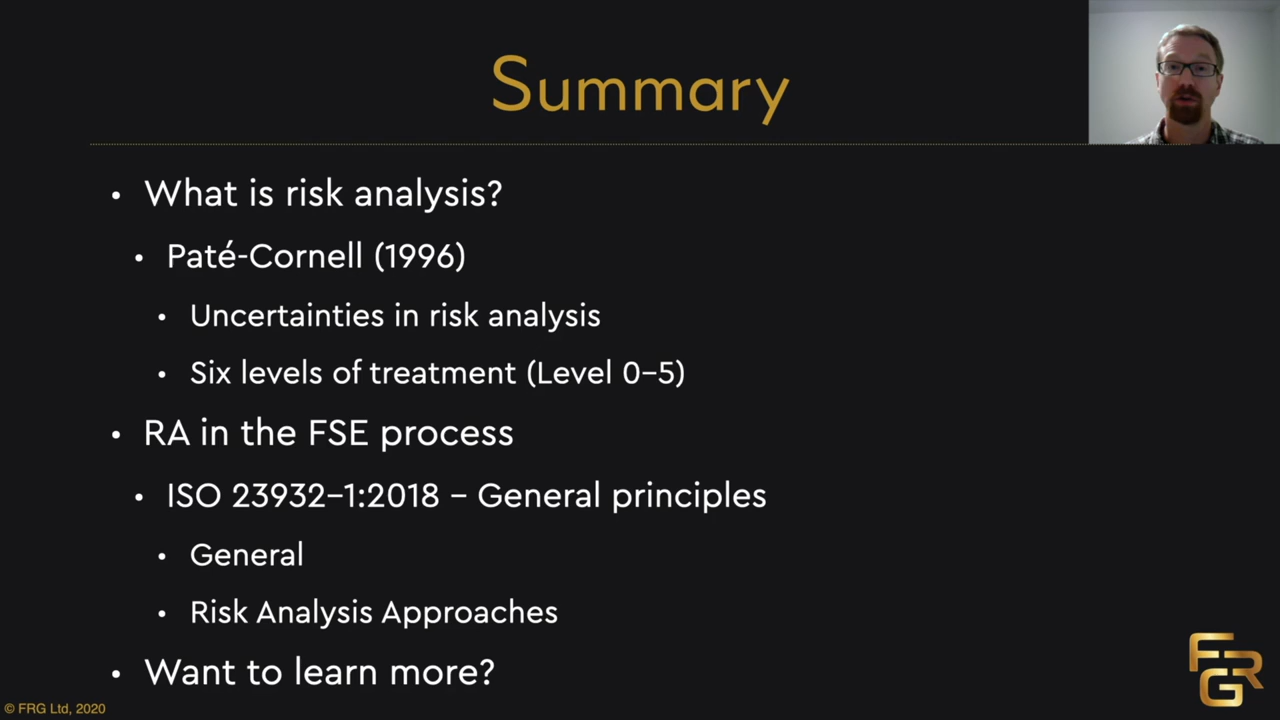 Summary
• What is risk analysis?
• Paté-Cornell (1996)
• Uncertainties in risk analysis
• Six levels of treatment (Level 0–5)
• RA in the FSE process
• ISO 23932–1:2018 – General principles
• General
• Risk Analysis Approaches
• Want to learn more?
FRG
© FRG Ltd, 2020